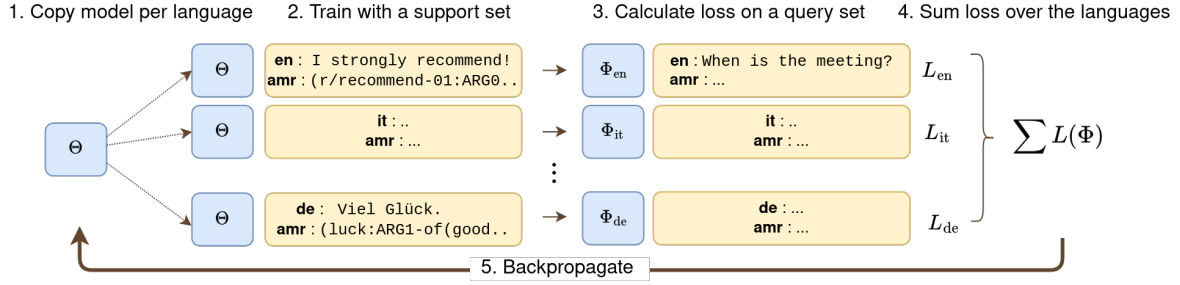 1. Copy model per language
2. Train with a support set
3. Calculate loss on a query set
4. Sum loss over the languages
Θ
Θ
en : I strongly recommend!
amr : (r/recommend-01:ARG0..
Φen
en : When is the meeting?
amr : ...
Len
Θ
it : ..
amr : ...
Φit
it : ..
amr : ...
Lit
∑ L(Φ)
⋮
Θ
de : Viel Glück.
amr : (luck:ARG1-of(good..
Φde
de : ...
amr : ...
Lde
5. Backpropagate